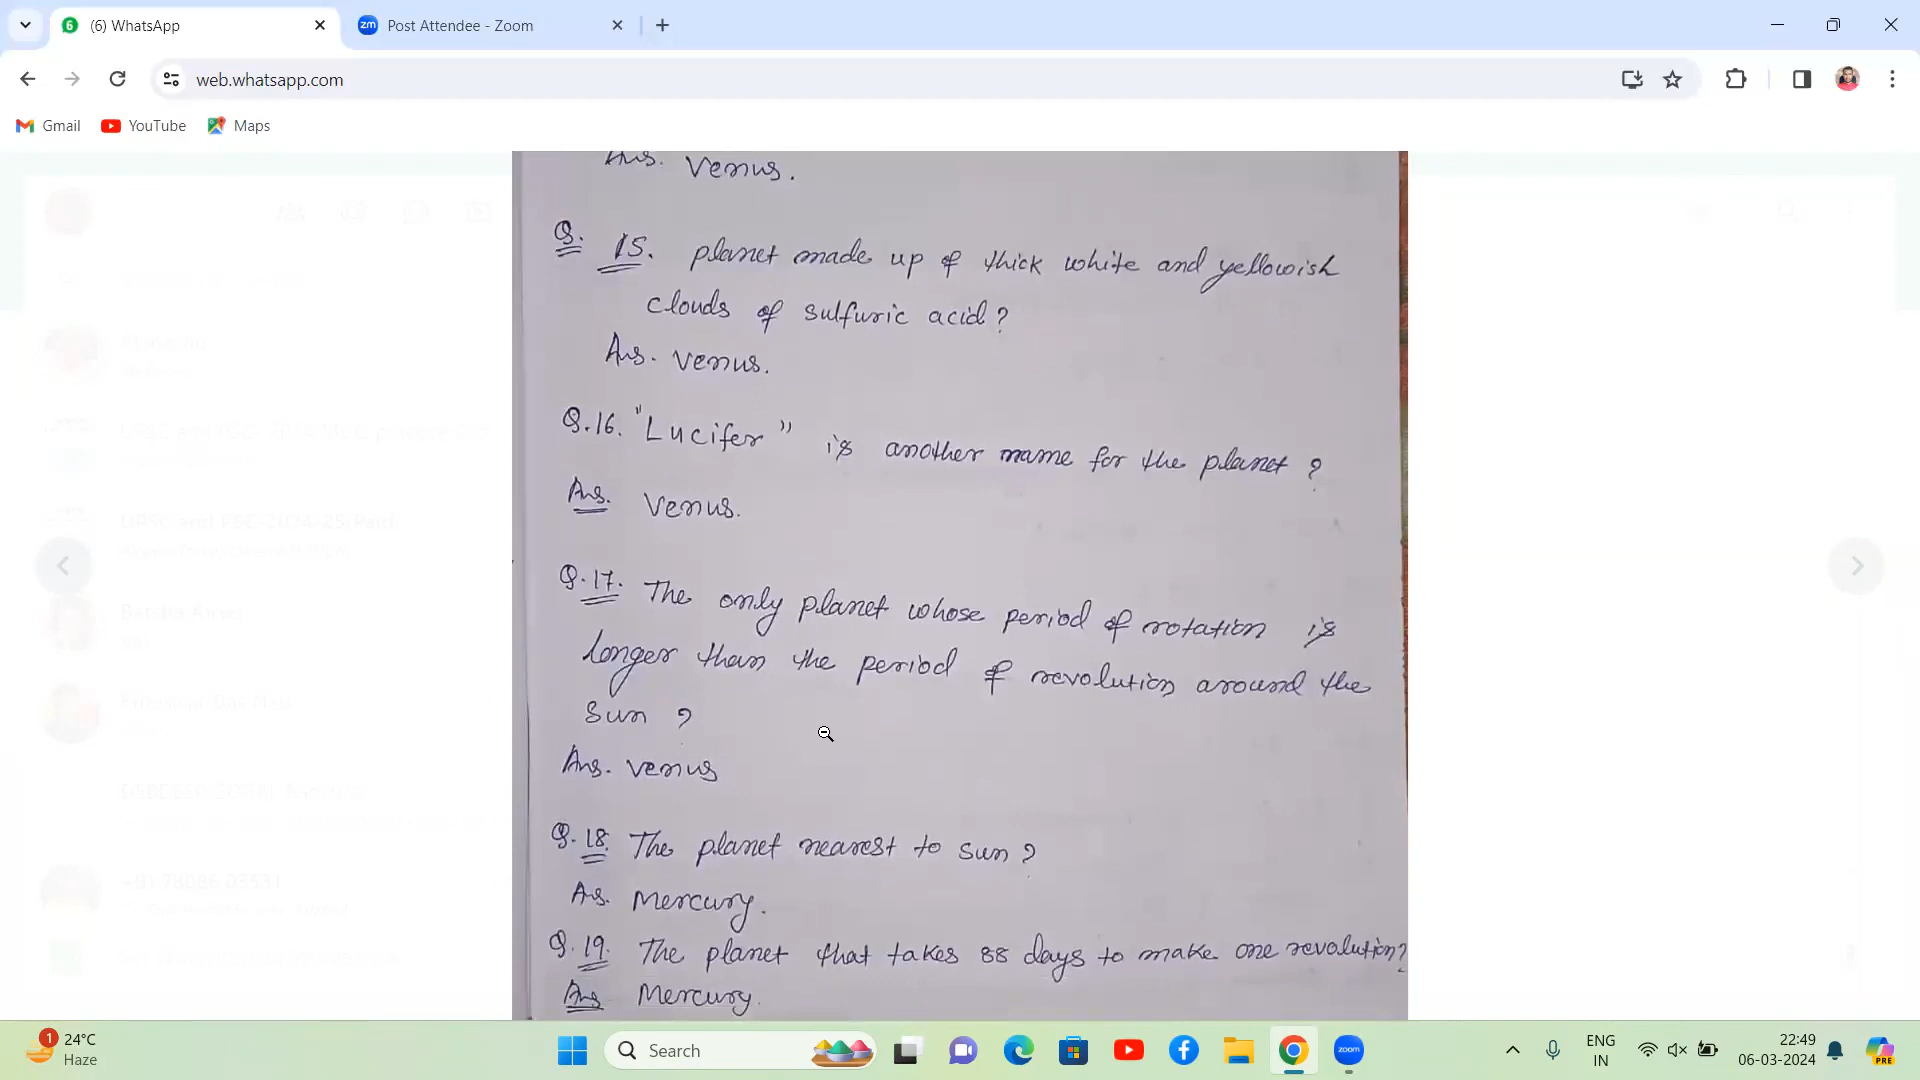 (6) WhatsApp
Post Attendee - Zoom
web.whatsapp.com
Gmail
YouTube
Maps
Ans. Venus.
Q. 15. planet made up of thick white and yellowish
clouds of sulfuric acid?
Ans. Venus.
Q.16. "Lucifer" is another name for the planet?
Ans. Venus.
Q.17. The only planet whose period of rotation is
longer than the period of revolution around the
Sun?
Ans. Venus
Q.18. The planet nearest to sun?
Ans. Mercury.
Q.19. The planet that takes 88 days to make one revolution?
Ans Mercury.
1
24°C
Haze
Search
zoom
ENG
IN
22:49
06-03-2024
PRE